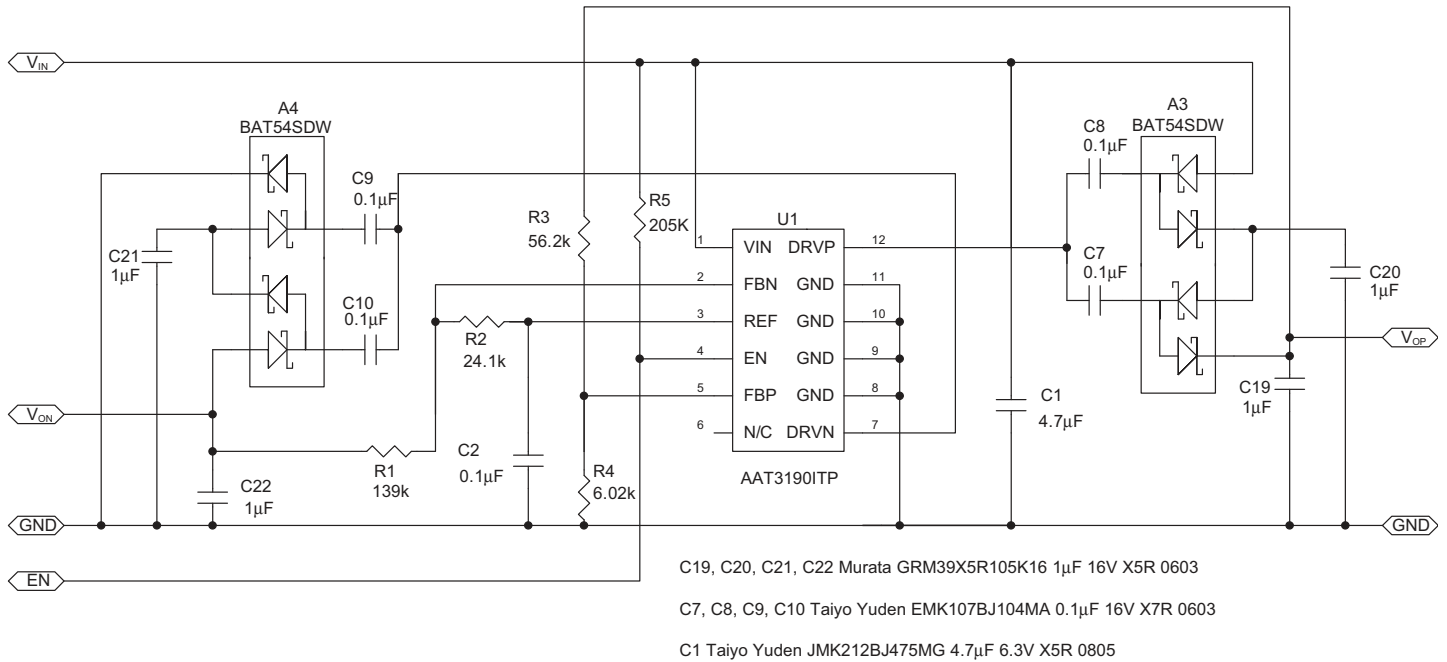 VIN
A4
BAT54SDW
A3
BAT54SDW
C8
0.1μF
C9
0.1μF
R5
205K
R3
56.2k
U1
C21
1μF
1
VIN
DRVP
12
C7
0.1μF
C20
1μF
2
FBN
GND
11
C10
0.1μF
3
REF
GND
10
R2
24.1k
4
EN
GND
9
VOP
5
FBP
GND
8
C19
1μF
C1
4.7μF
VON
6
N/C
DRVN
7
C2
0.1μF
R1
139k
R4
6.02k
AAT3190ITP
C22
1μF
GND
GND
EN
C19, C20, C21, C22 Murata GRM39X5R105K16 1μF 16V X5R 0603
C7, C8, C9, C10 Taiyo Yuden EMK107BJ104MA 0.1μF 16V X7R 0603
C1 Taiyo Yuden JMK212BJ475MG 4.7μF 6.3V X5R 0805